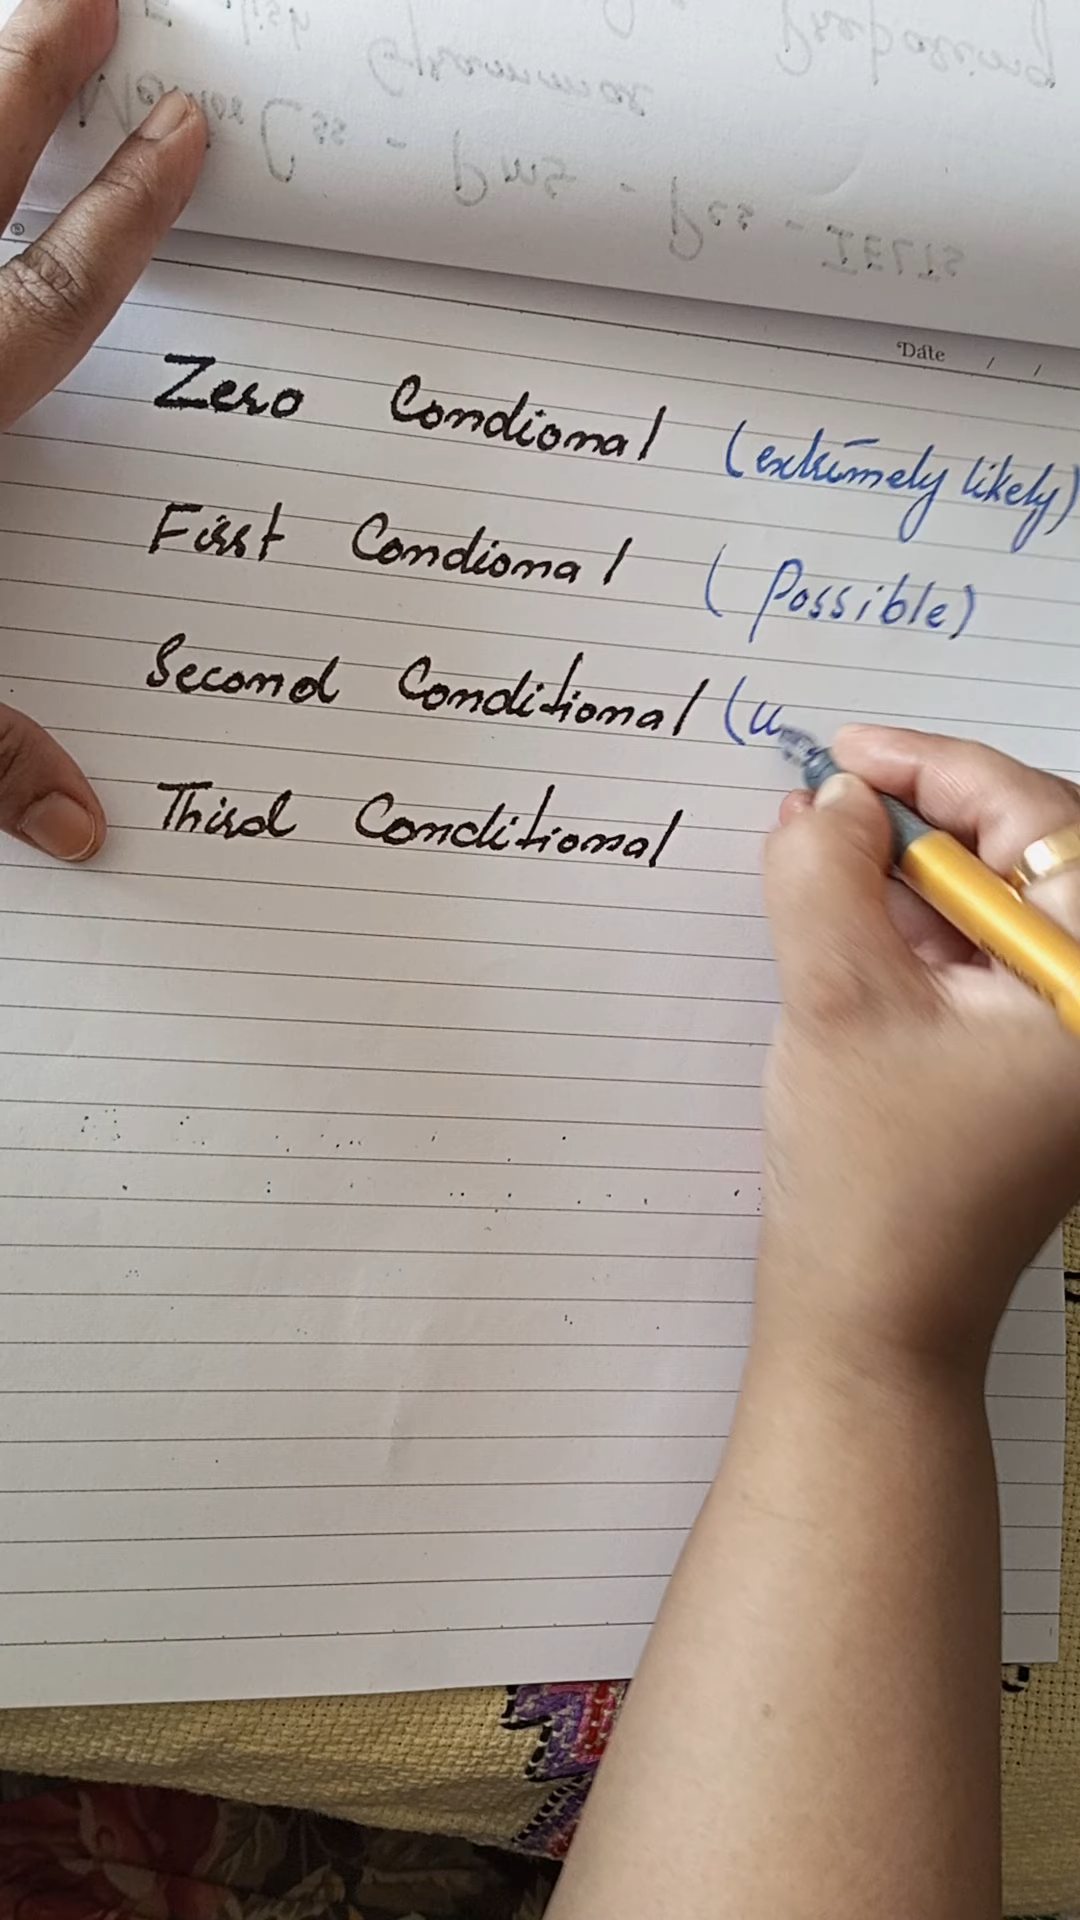 Date / /
Zero Condional (extremely likely)
First Condional (Possible)
Second Conditional (
Third Conditional